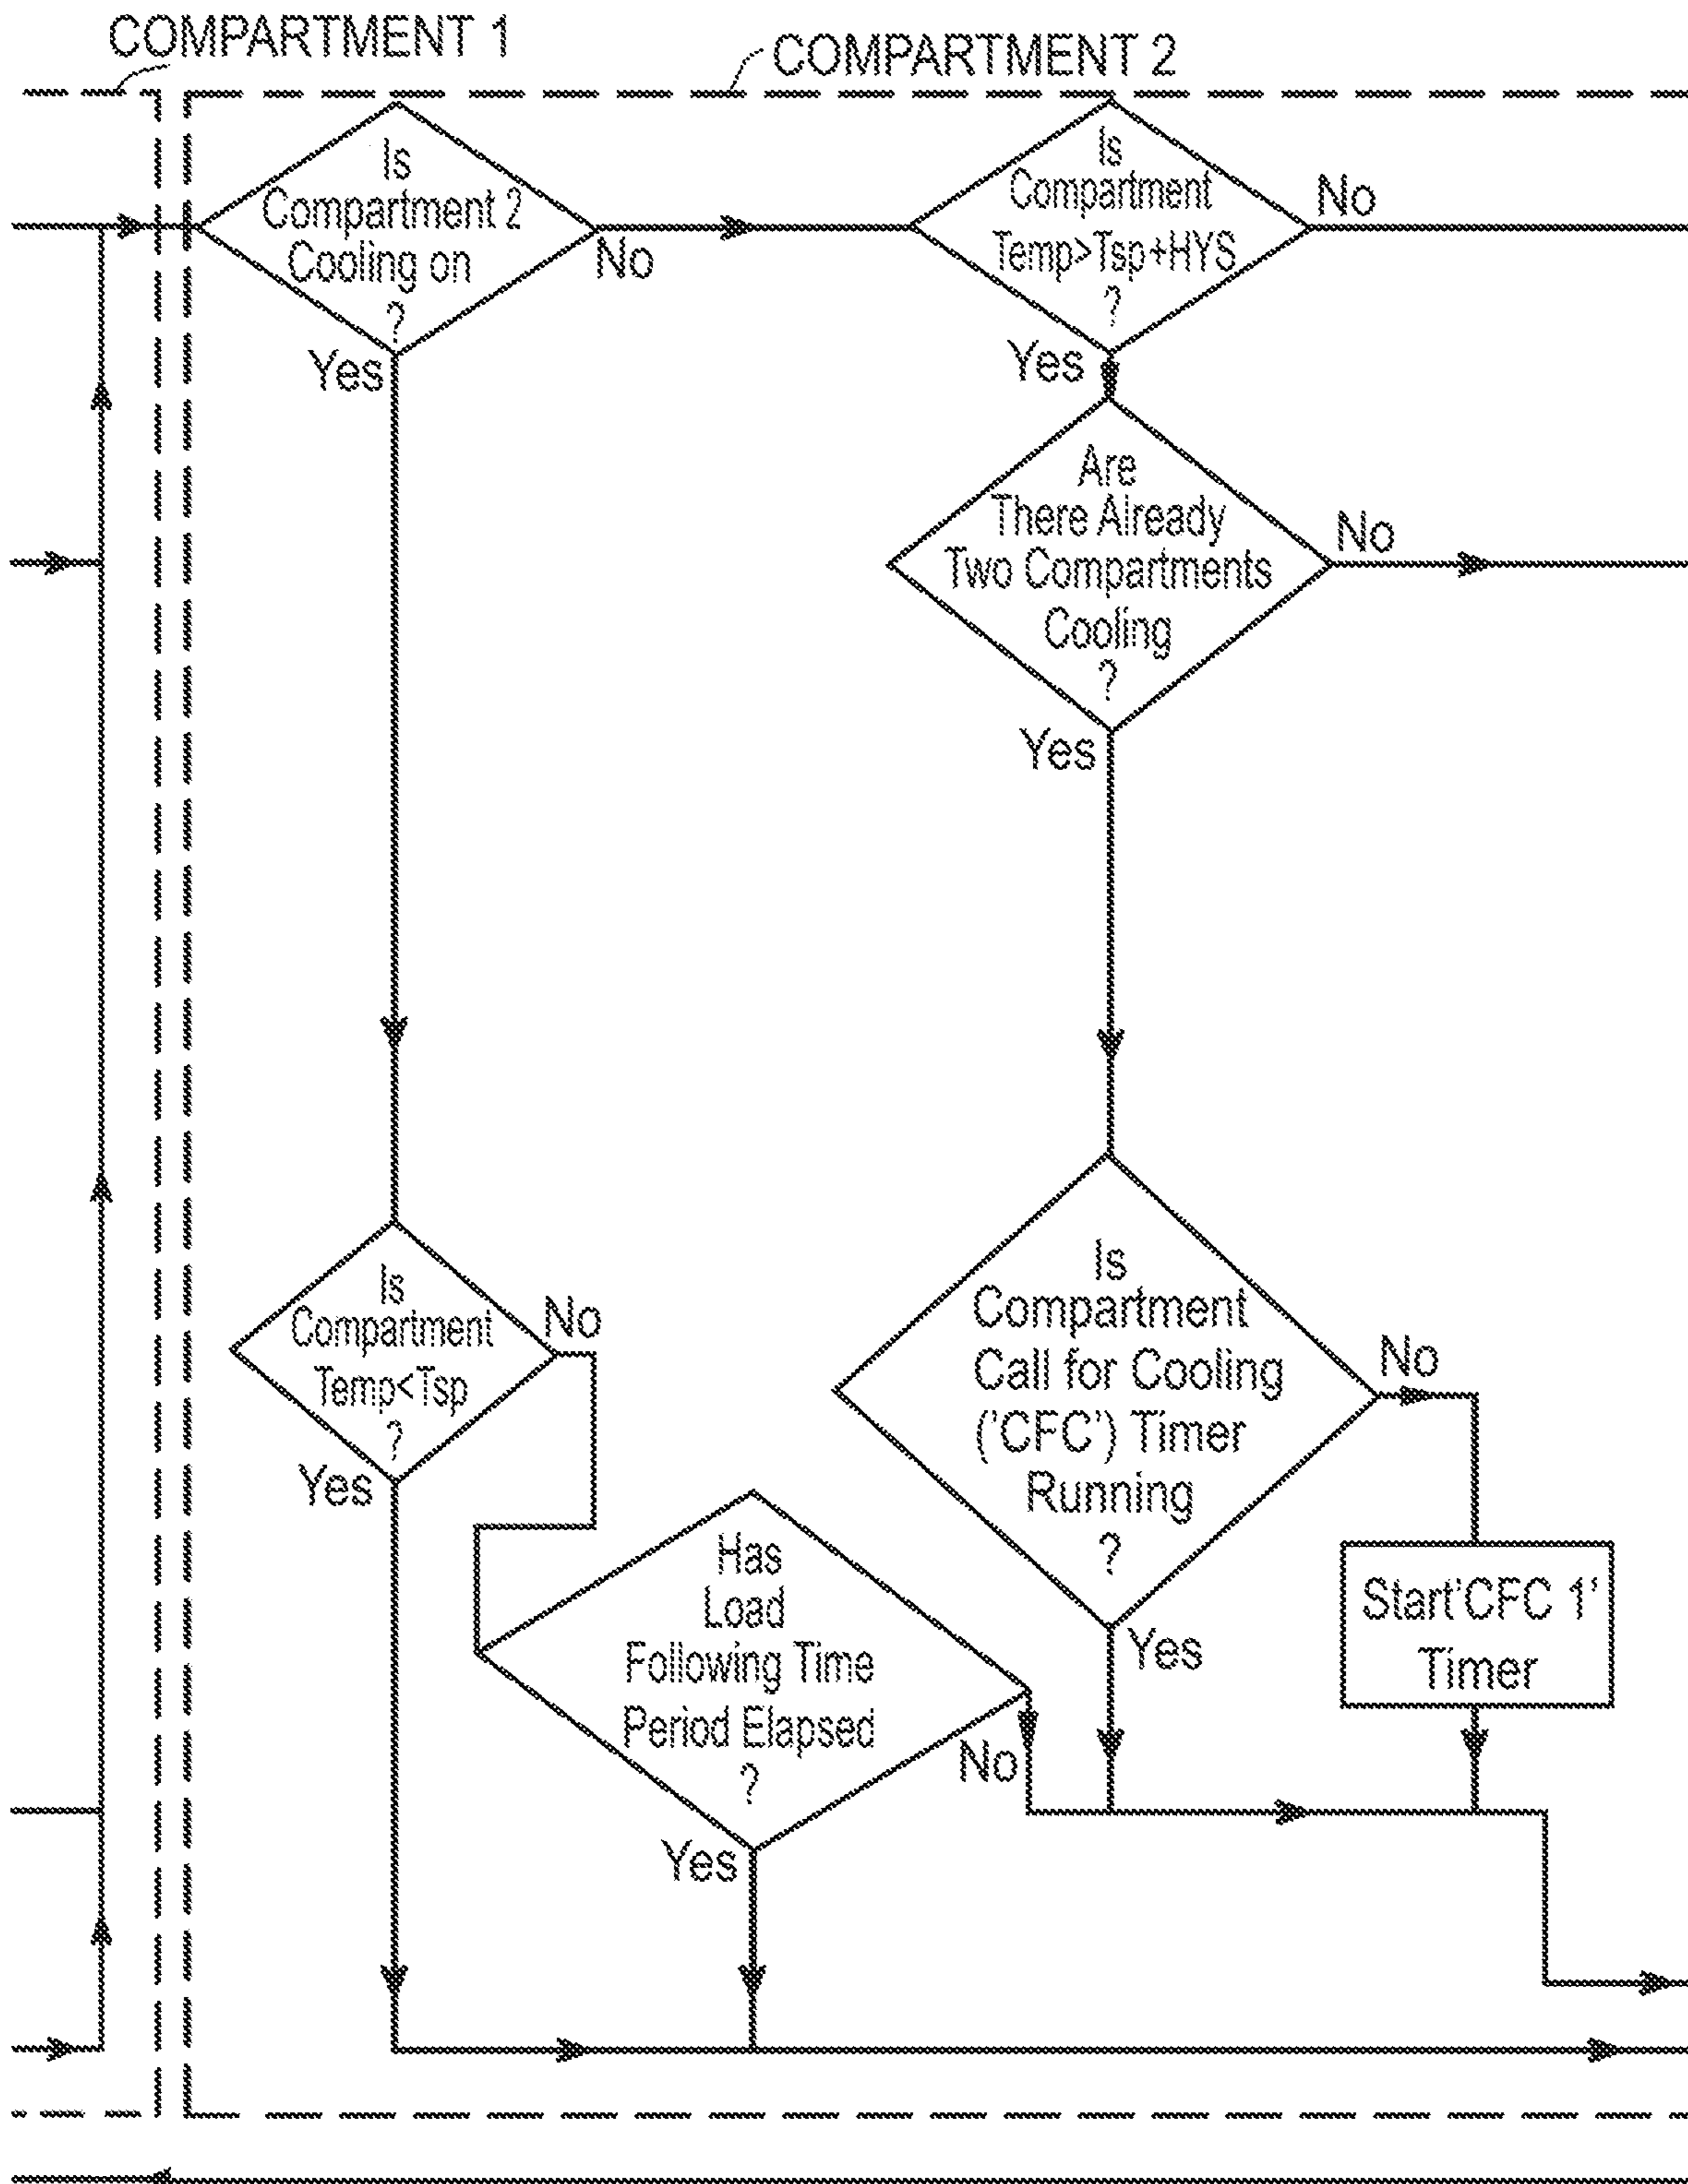 COMPARTMENT 1
COMPARTMENT 2
Is
Compartment 2
Cooling on
?
No
Yes
Is
Compartment
Temp>Tsp+HYS
?
No
Yes
Are
There Already
Two Compartments
Cooling
?
No
Yes
Is
Compartment
Temp<Tsp
?
No
Yes
Has
Load
Following Time
Period Elapsed
?
No
Yes
Is
Compartment
Call for Cooling
('CFC') Timer
Running
?
No
Yes
Start'CFC 1'
Timer